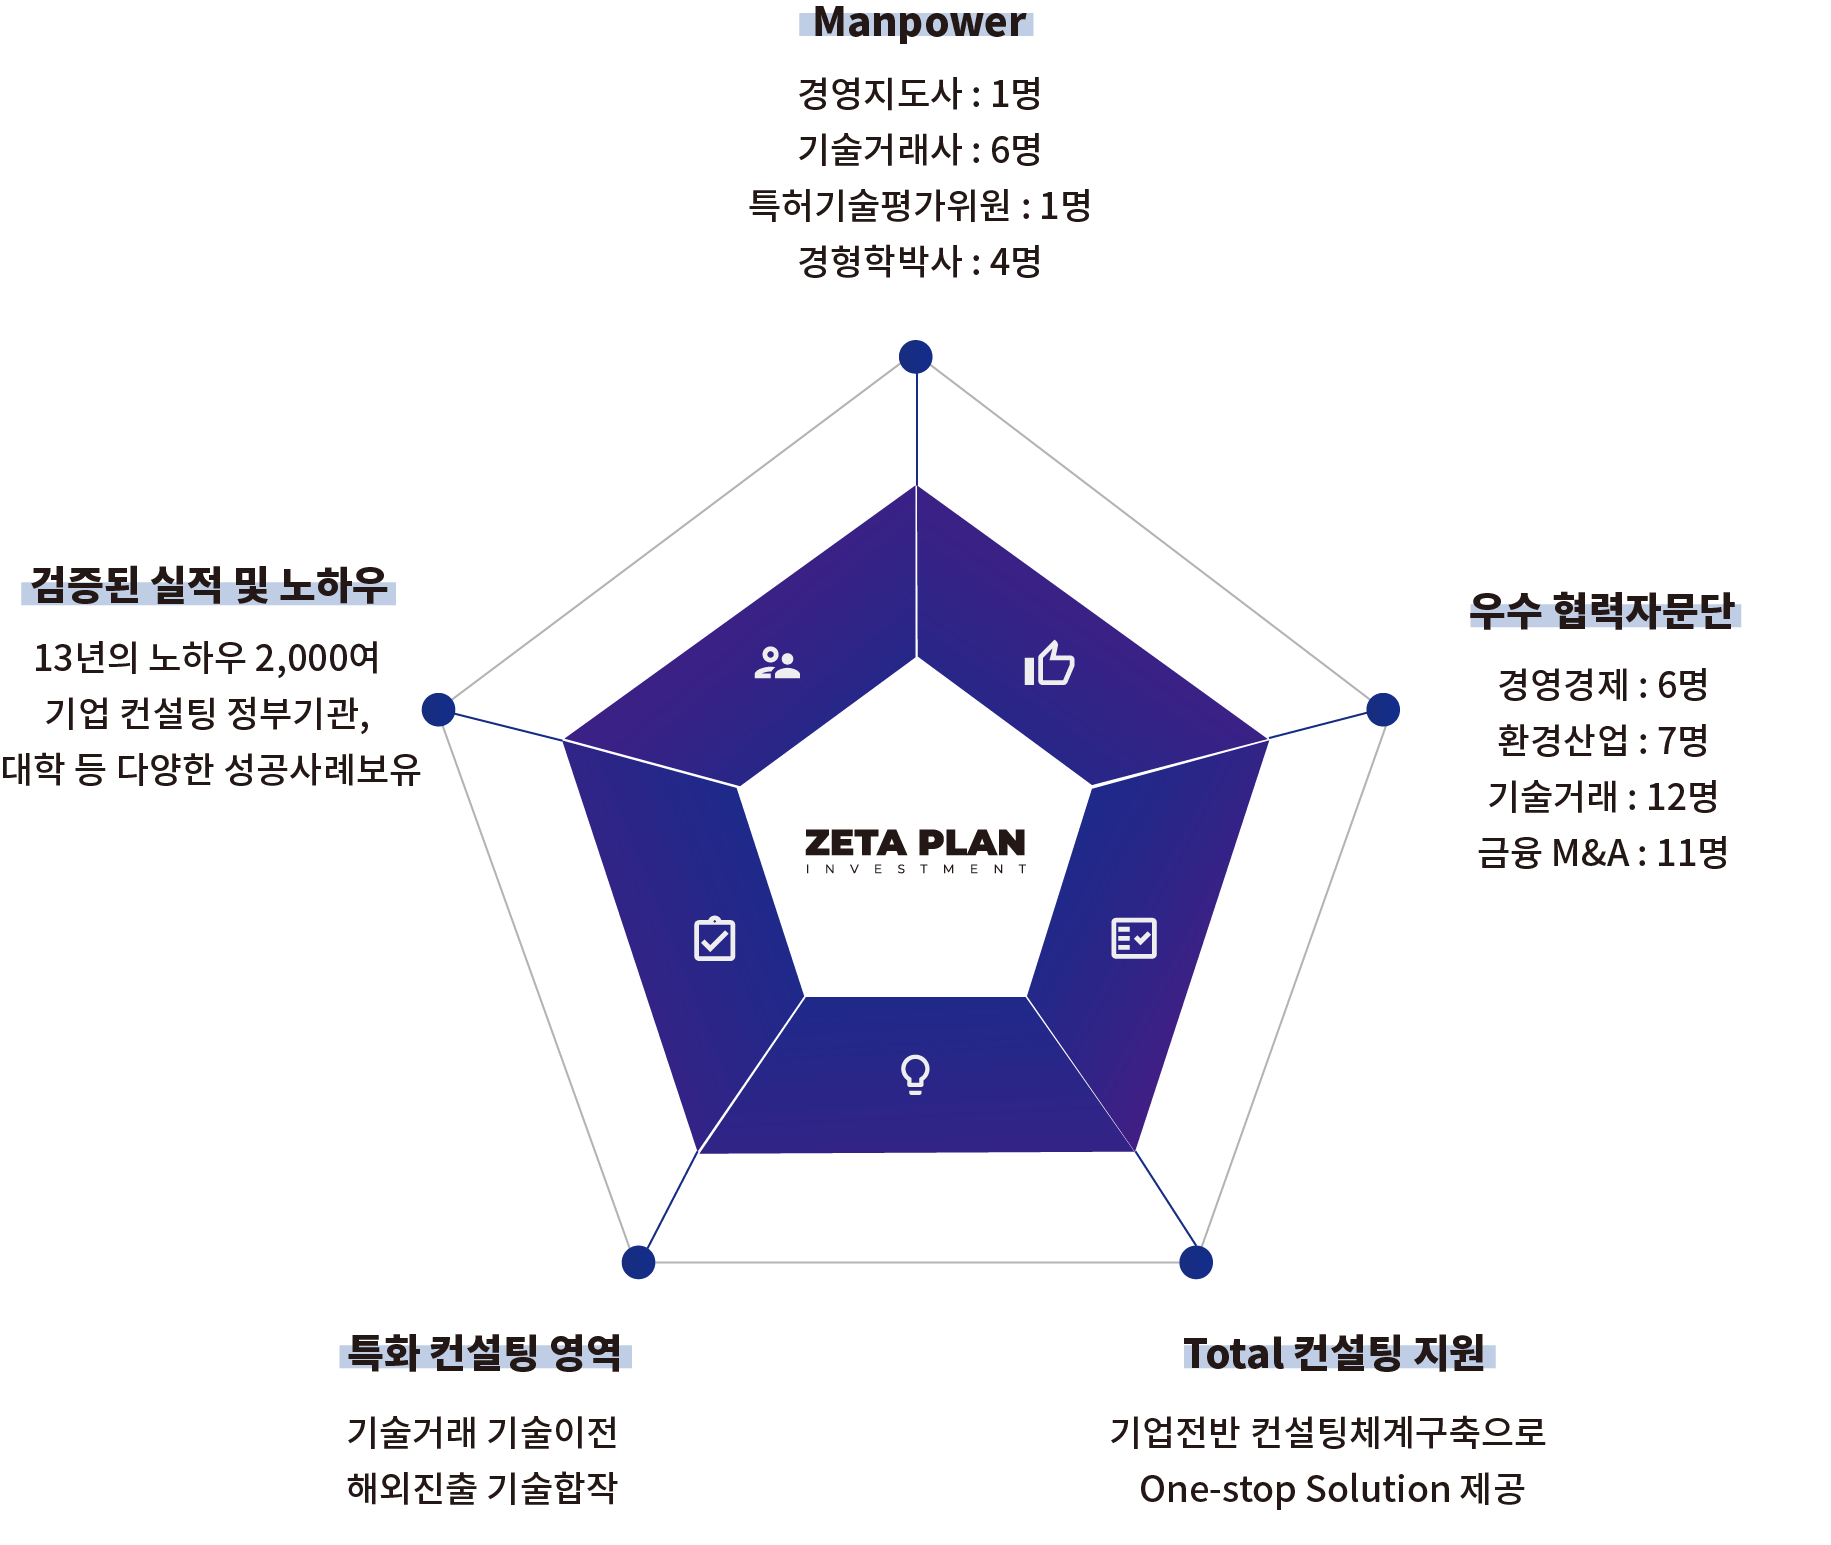 Manpower
경영지도사 : 1명
기술거래사 : 6명
특허기술평가위원 : 1명
경형학박사 : 4명
검증된 실적 및 노하우
13년의 노하우 2,000여
기업 컨설팅 정부기관,
대학 등 다양한 성공사례보유
우수 협력자문단
경영경제 : 6명
환경산업 : 7명
기술거래 : 12명
금융 M&A : 11명
ZETA PLAN
INVESTMENT
특화 컨설팅 영역
기술거래 기술이전
해외진출 기술합작
Total 컨설팅 지원
기업전반 컨설팅체계구축으로
One-stop Solution 제공